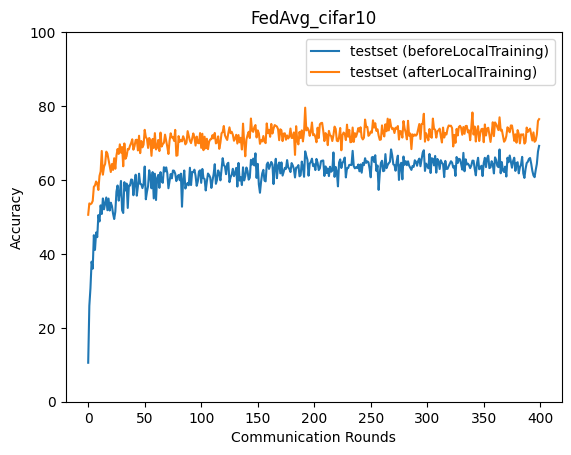 FedAvg_cifar10
testset (beforeLocalTraining)
testset (afterLocalTraining)
Accuracy
100
80
60
40
20
0
0 50 100 150 200 250 300 350 400
Communication Rounds